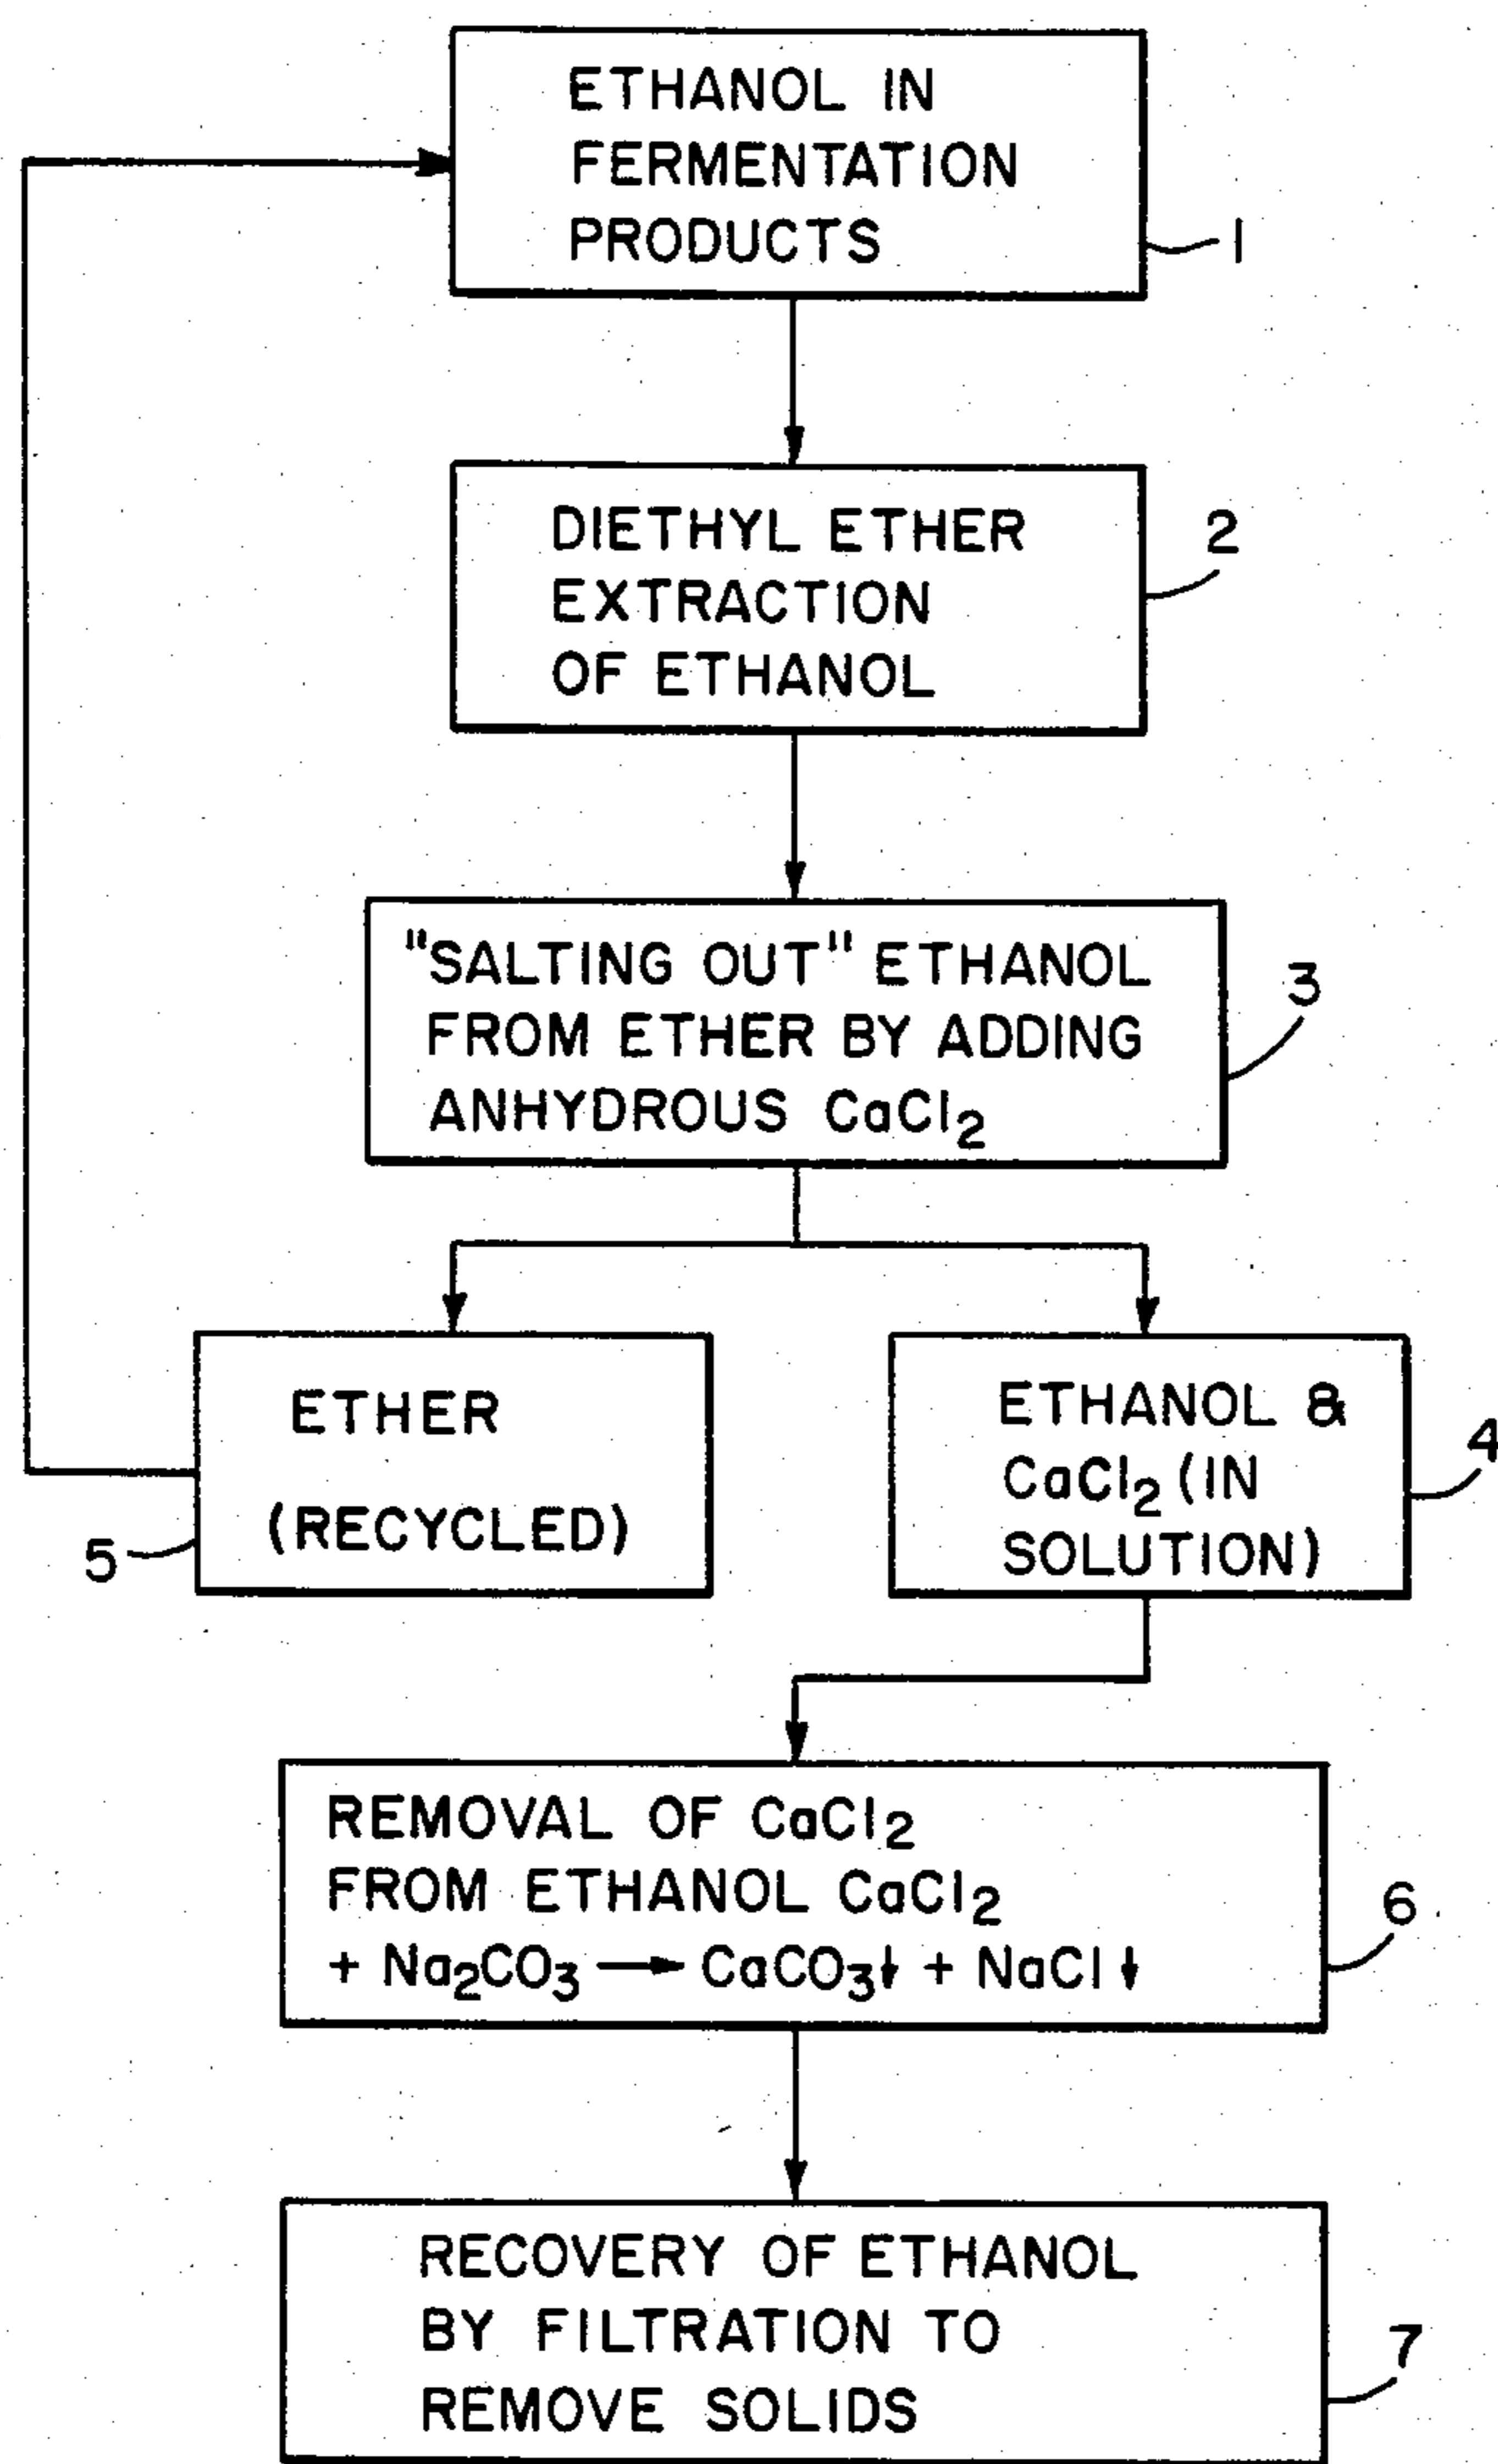 ETHANOL IN
FERMENTATION
PRODUCTS
1
DIETHYL ETHER
EXTRACTION
OF ETHANOL
2
"SALTING OUT" ETHANOL
FROM ETHER BY ADDING
ANHYDROUS CaCl₂
3
ETHER
(RECYCLED)
5
ETHANOL &
CaCl₂ (IN
SOLUTION)
4
REMOVAL OF CaCl₂
FROM ETHANOL CaCl₂
+ Na₂CO₃ → CaCO₃↓ + NaCl↓
6
RECOVERY OF ETHANOL
BY FILTRATION TO
REMOVE SOLIDS
7